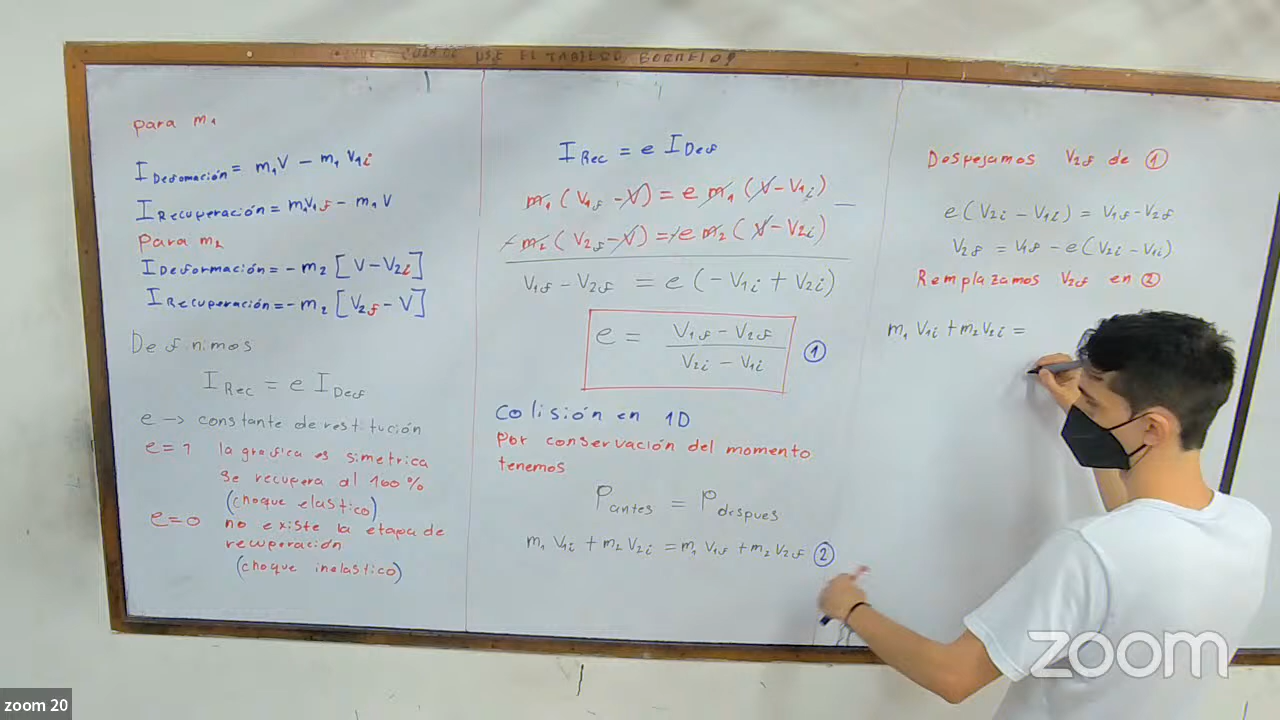 EL TABLERO
para m₁
I Defomación = m₁V − m₁ V₁i
I Recuperación = m₁V₁f − m₁ V
para m₂
I Deformación = − m₂ [ V − V₂i ]
I Recuperación = − m₂ [ V₂f − V ]
Definimos
I Rec = e I Def
e → constante de restitución
e = 1 la grafica es simetrica
se recupera al 100 %
(choque elastico)
e = 0 no existe la etapa de
recuperación
(choque inelastico)
I Rec = e I Def
m₁ ( V₁f − V ) = e m₁ ( V − V₁i )
− m₂ ( V₂f − V ) = − e m₂ ( V − V₂i )
V₁f − V₂f = e ( − V₁i + V₂i )
e = (V₁f − V₂f) / (V₂i − V₁i) ①
Colisión en 1D
Por conservación del momento
tenemos
P antes = P despues
m₁ V₁i + m₂ V₂i = m₁ V₁f + m₂ V₂f ②
Despejamos V₂f de ①
e ( V₂i − V₁i ) = V₁f − V₂f
V₂f = V₁f − e ( V₂i − V₁i )
Remplazamos V₂f en ②
m₁ V₁i + m₂ V₂i =
zoom
zoom 20